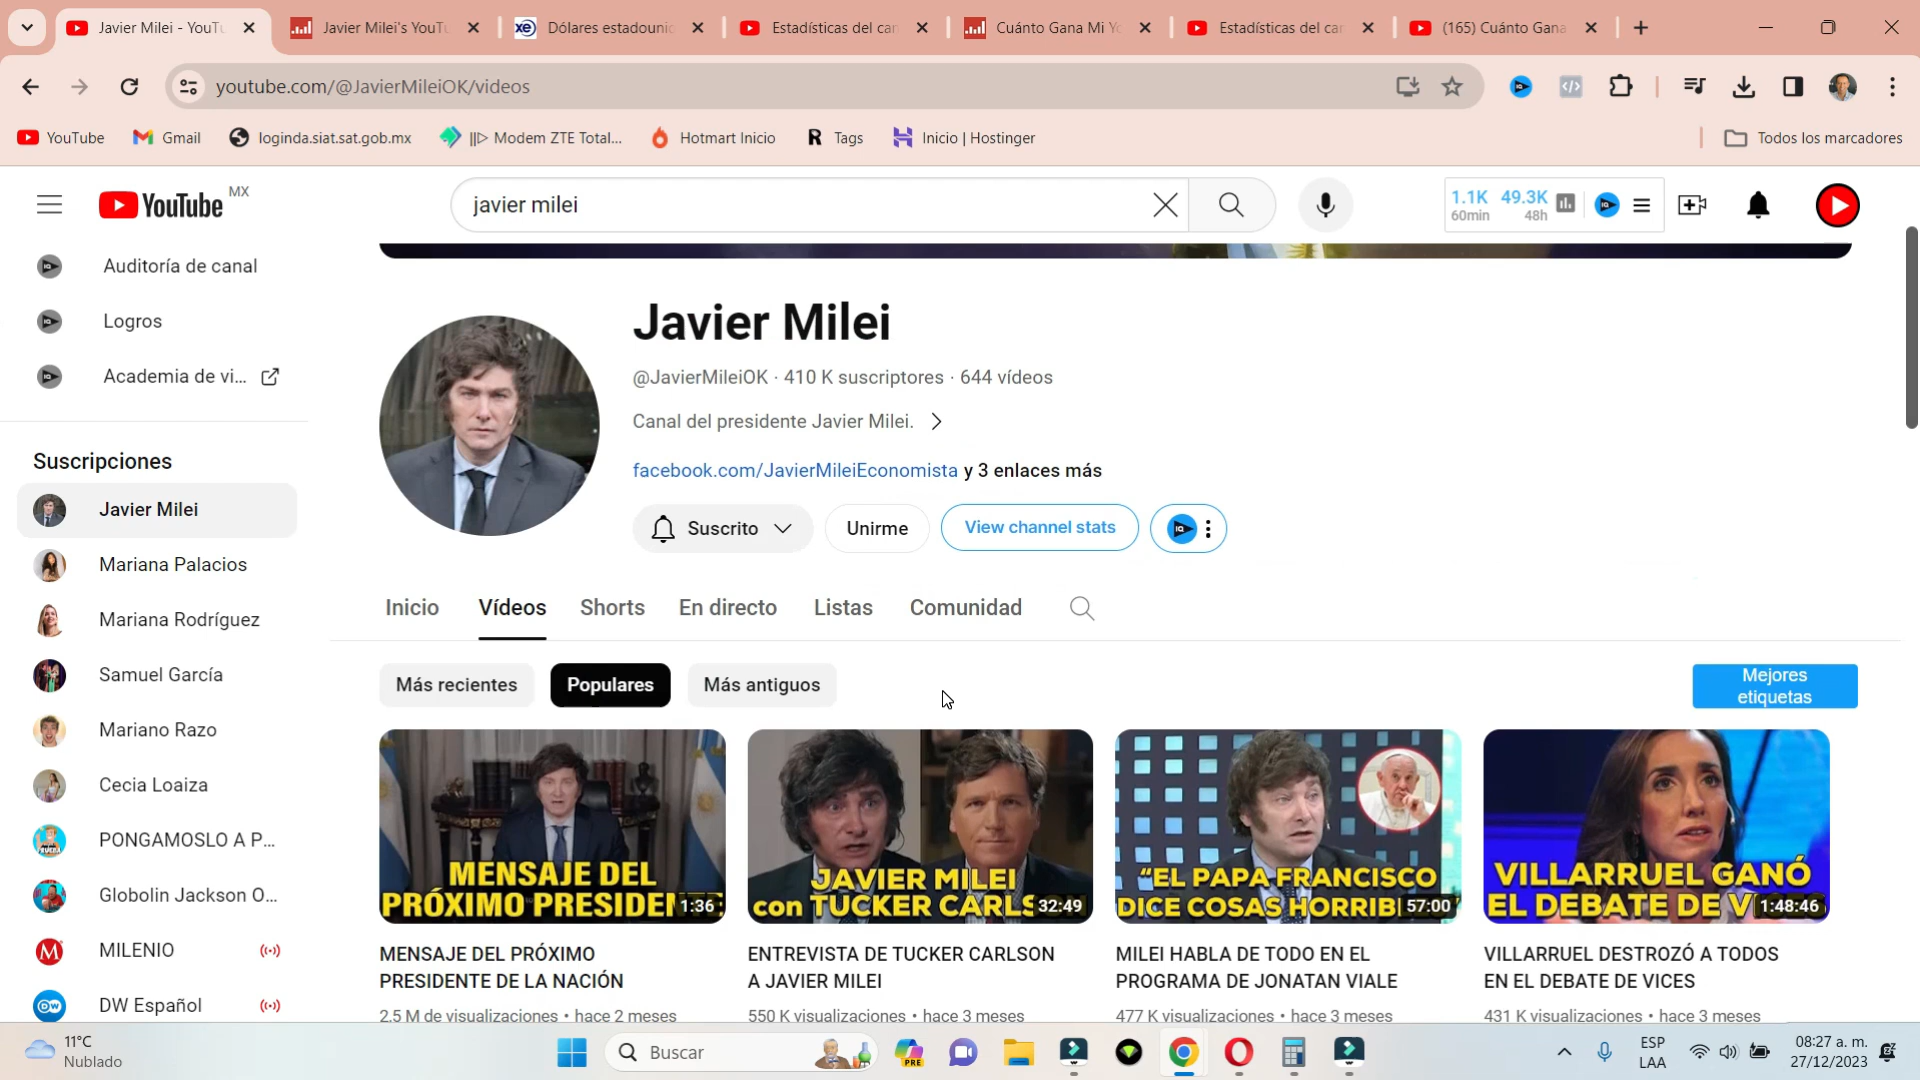 Javier Milei - YouTu
Javier Milei's YouTu
xe
Dólares estadounic
Estadísticas del can
Cuánto Gana Mi Yo
Estadísticas del can
(165) Cuánto Gana
youtube.com/@JavierMileiOK/videos
YouTube
Gmail
loginda.siat.sat.gob.mx
||▷ Modem ZTE Total...
Hotmart Inicio
R Tags
Inicio | Hostinger
Todos los marcadores
YouTube MX
javier milei
1.1K 49.3K
60min 48h
Auditoría de canal
Logros
Academia de vi...
Suscripciones
Javier Milei
Mariana Palacios
Mariana Rodríguez
Samuel García
Mariano Razo
Cecia Loaiza
PONGAMOSLO A P...
Globolin Jackson O...
MILENIO
DW Español
Javier Milei
@JavierMileiOK · 410 K suscriptores · 644 vídeos
Canal del presidente Javier Milei.
facebook.com/JavierMileiEconomista y 3 enlaces más
Suscrito
Unirme
View channel stats
Inicio
Vídeos
Shorts
En directo
Listas
Comunidad
Más recientes
Populares
Más antiguos
Mejores
etiquetas
MENSAJE DEL
PRÓXIMO PRESIDEN
1:36
JAVIER MILEI
con TUCKER CARLS
32:49
"EL PAPA FRANCISCO
DICE COSAS HORRIBL
57:00
VILLARRUEL GANÓ
EL DEBATE DE V
1:48:46
MENSAJE DEL PRÓXIMO
PRESIDENTE DE LA NACIÓN
2.5 M de visualizaciones • hace 2 meses
ENTREVISTA DE TUCKER CARLSON
A JAVIER MILEI
550 K visualizaciones • hace 3 meses
MILEI HABLA DE TODO EN EL
PROGRAMA DE JONATAN VIALE
477 K visualizaciones • hace 3 meses
VILLARRUEL DESTROZÓ A TODOS
EN EL DEBATE DE VICES
431 K visualizaciones • hace 3 meses
11°C
Nublado
Buscar
PRE
ESP
LAA
08:27 a. m.
27/12/2023